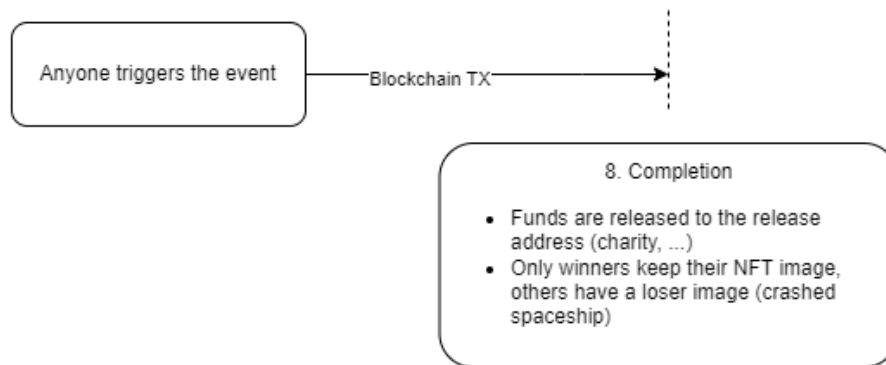 Anyone triggers the event
Blockchain TX
8. Completion
• Funds are released to the release
address (charity, ...)
• Only winners keep their NFT image,
others have a loser image (crashed
spaceship)